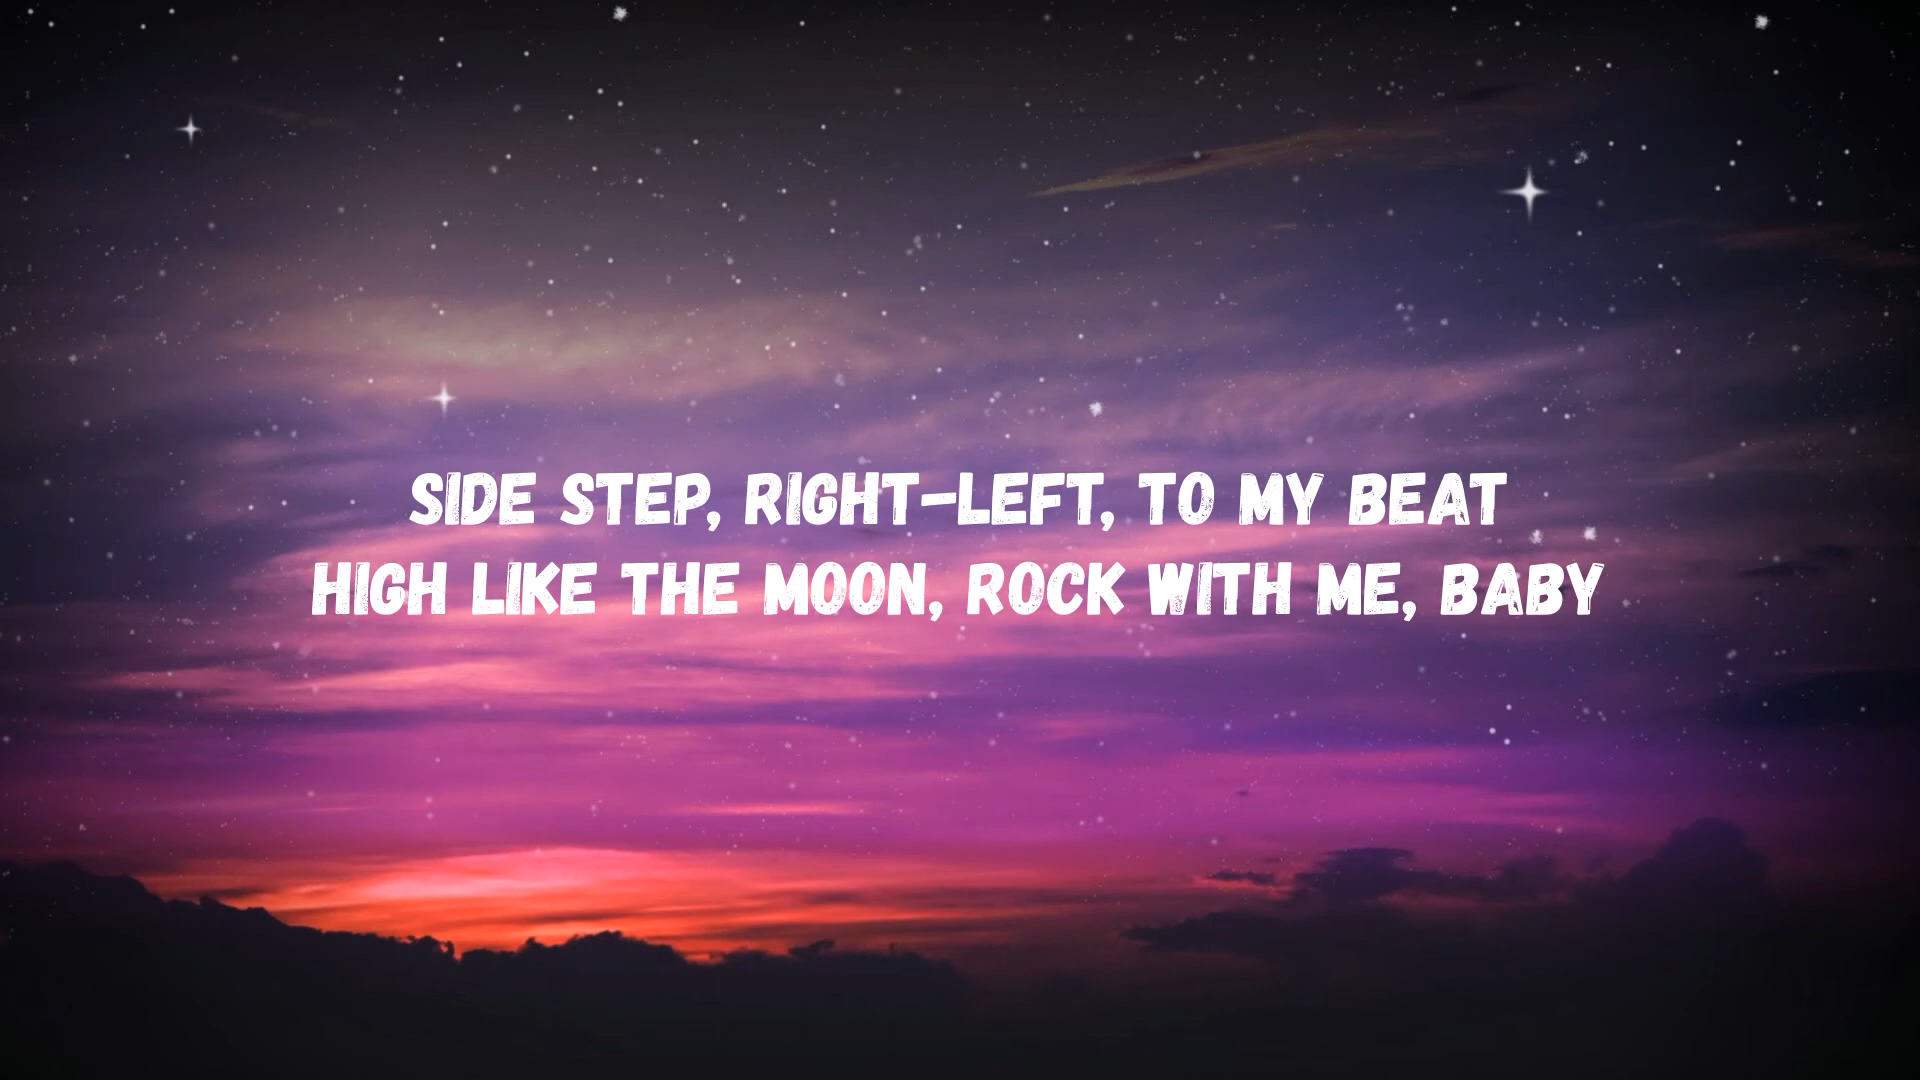 SIDE STEP, RIGHT-LEFT, TO MY BEAT
HIGH LIKE THE MOON, ROCK WITH ME, BABY